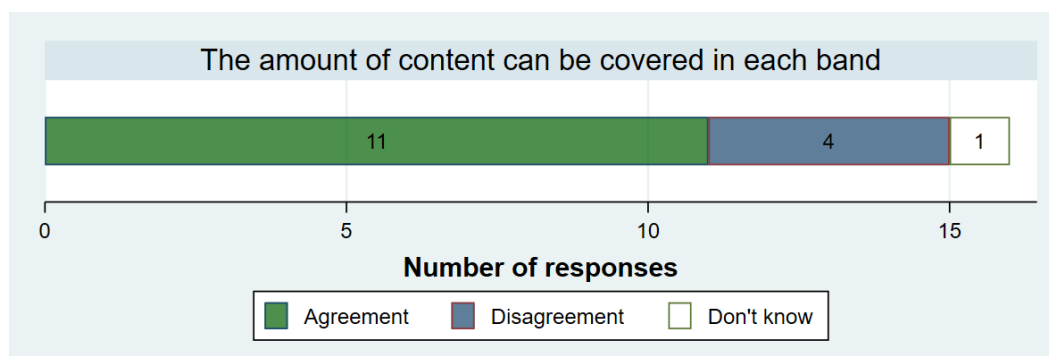 The amount of content can be covered in each band
11 4 1
0 5 10 15
Number of responses
Agreement Disagreement Don't know